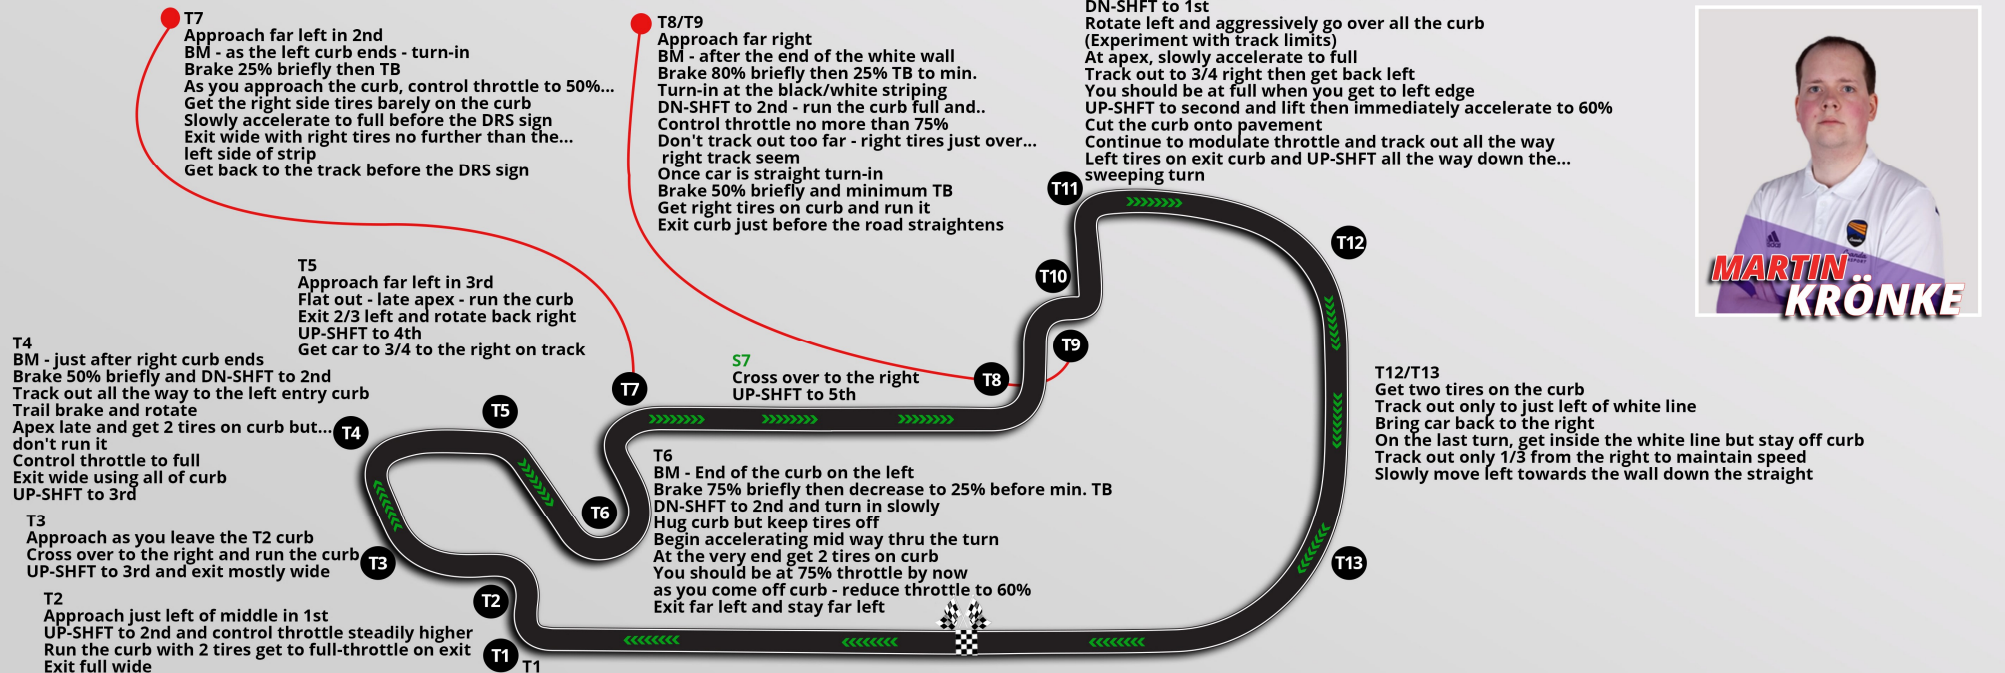 T7
Approach far left in 2nd
BM - as the left curb ends - turn-in
Brake 25% briefly then TB
As you approach the curb, control throttle to 50%...
Get the right side tires barely on the curb
Slowly accelerate to full before the DRS sign
Exit wide with right tires no further than the...
left side of strip
Get back to the track before the DRS sign
T8/T9
Approach far right
BM - after the end of the white wall
Brake 80% briefly then 25% TB to min.
Turn-in at the black/white striping
DN-SHFT to 2nd - run the curb full and..
Control throttle no more than 75%
Don't track out too far - right tires just over...
right track seem
Once car is straight turn-in
Brake 50% briefly and minimum TB
Get right tires on curb and run it
Exit curb just before the road straightens
DN-SHFT to 1st
Rotate left and aggressively go over all the curb
(Experiment with track limits)
At apex, slowly accelerate to full
Track out to 3/4 right then get back left
You should be at full when you get to left edge
UP-SHFT to second and lift then immediately accelerate to 60%
Cut the curb onto pavement
Continue to modulate throttle and track out all the way
Left tires on exit curb and UP-SHFT all the way down the...
sweeping turn
MARTIN
KRÖNKE
adidas
T11
T12
T10
T9
T8
T7
T5
Approach far left in 3rd
Flat out - late apex - run the curb
Exit 2/3 left and rotate back right
UP-SHFT to 4th
Get car to 3/4 to the right on track
S7
Cross over to the right
UP-SHFT to 5th
T4
BM - just after right curb ends
Brake 50% briefly and DN-SHFT to 2nd
Track out all the way to the left entry curb
Trail brake and rotate
Apex late and get 2 tires on curb but...
don't run it
Control throttle to full
Exit wide using all of curb
UP-SHFT to 3rd
T4
T5
T6
T6
BM - End of the curb on the left
Brake 75% briefly then decrease to 25% before min. TB
DN-SHFT to 2nd and turn in slowly
Hug curb but keep tires off
Begin accelerating mid way thru the turn
At the very end get 2 tires on curb
You should be at 75% throttle by now
as you come off curb - reduce throttle to 60%
Exit far left and stay far left
T12/T13
Get two tires on the curb
Track out only to just left of white line
Bring car back to the right
On the last turn, get inside the white line but stay off curb
Track out only 1/3 from the right to maintain speed
Slowly move left towards the wall down the straight
T13
T3
Approach as you leave the T2 curb
Cross over to the right and run the curb
UP-SHFT to 3rd and exit mostly wide
T3
T2
Approach just left of middle in 1st
UP-SHFT to 2nd and control throttle steadily higher
Run the curb with 2 tires get to full-throttle on exit
Exit full wide
T2
T1
T1